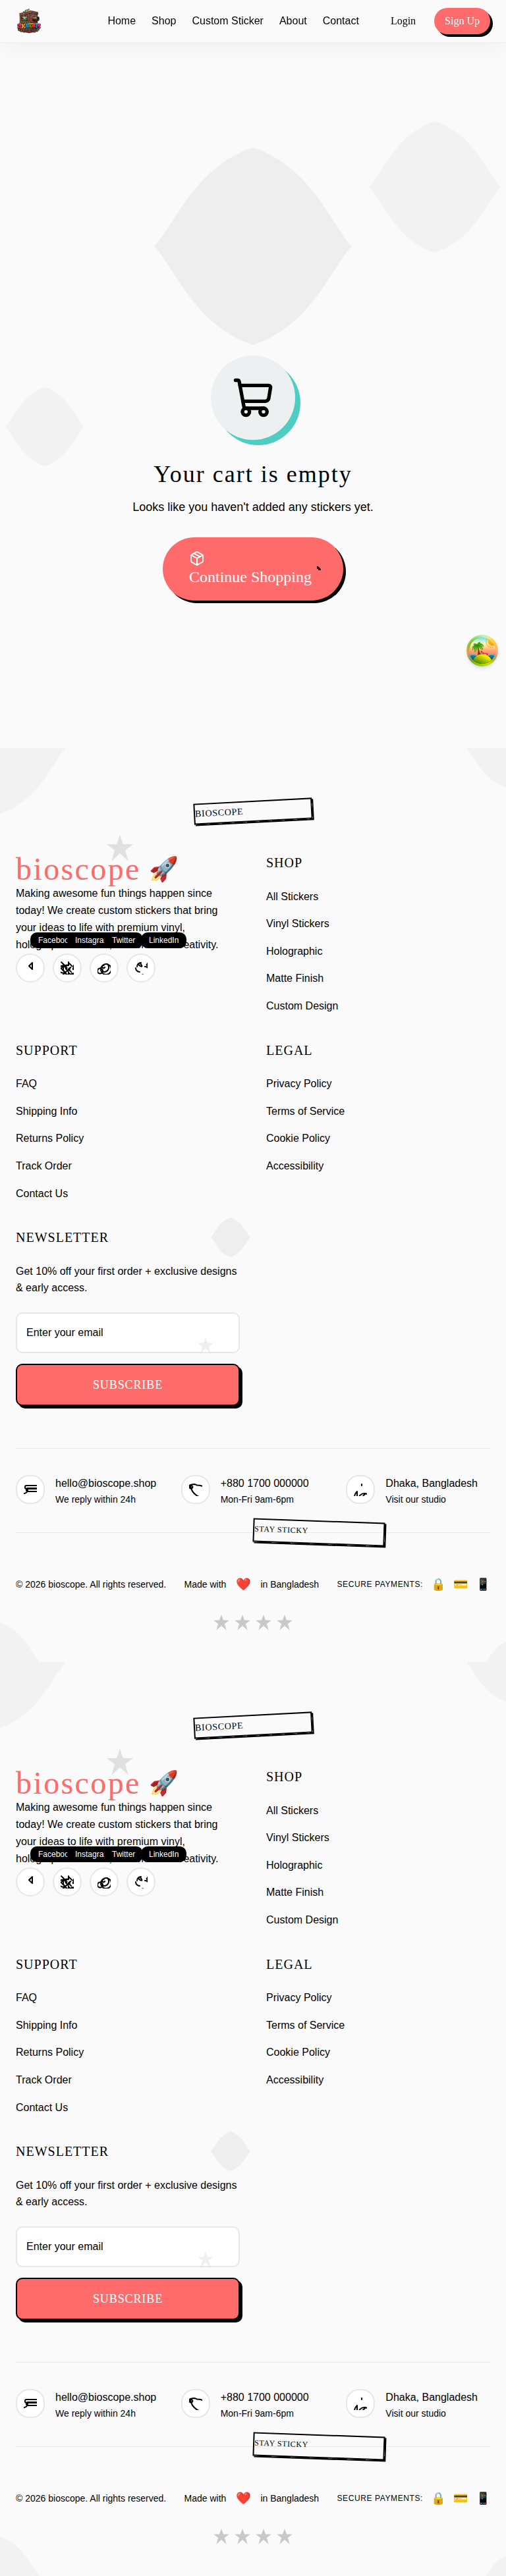 Home Shop Custom Sticker About Contact Login Sign Up
Your cart is empty
Looks like you haven't added any stickers yet.
Continue Shopping
BIOSCOPE
bioscope 🚀
Making awesome fun things happen since
today! We create custom stickers that bring
your ideas to life with premium vinyl,
eativity.
Instagra Twitter LinkedIn
SHOP
All Stickers
Vinyl Stickers
Holographic
Matte Finish
Custom Design
SUPPORT
FAQ
Shipping Info
Returns Policy
Track Order
Contact Us
LEGAL
Privacy Policy
Terms of Service
Cookie Policy
Accessibility
NEWSLETTER
Get 10% off your first order + exclusive designs
& early access.
Enter your email
SUBSCRIBE
hello@bioscope.shop
We reply within 24h
+880 1700 000000
Mon-Fri 9am-6pm
Dhaka, Bangladesh
Visit our studio
STAY STICKY
© 2026 bioscope. All rights reserved.
Made with ❤️ in Bangladesh
SECURE PAYMENTS: 🔒 💳 📱
★ ★ ★ ★
BIOSCOPE
bioscope 🚀
Making awesome fun things happen since
today! We create custom stickers that bring
your ideas to life with premium vinyl,
eativity.
Instagra Twitter LinkedIn
SHOP
All Stickers
Vinyl Stickers
Holographic
Matte Finish
Custom Design
SUPPORT
FAQ
Shipping Info
Returns Policy
Track Order
Contact Us
LEGAL
Privacy Policy
Terms of Service
Cookie Policy
Accessibility
NEWSLETTER
Get 10% off your first order + exclusive designs
& early access.
Enter your email
SUBSCRIBE
hello@bioscope.shop
We reply within 24h
+880 1700 000000
Mon-Fri 9am-6pm
Dhaka, Bangladesh
Visit our studio
STAY STICKY
© 2026 bioscope. All rights reserved.
Made with ❤️ in Bangladesh
SECURE PAYMENTS: 🔒 💳 📱
★ ★ ★ ★